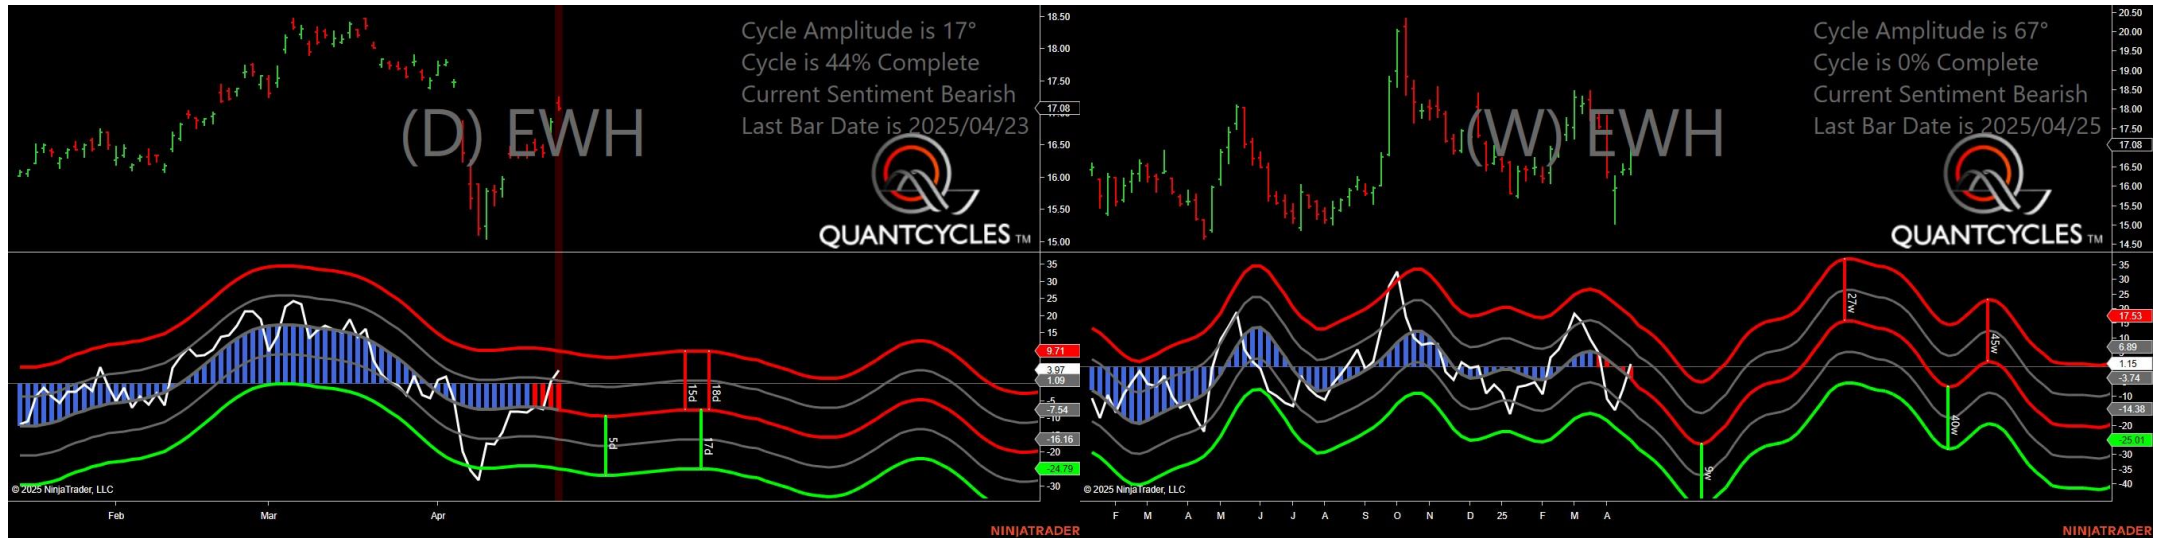 Cycle Amplitude is 17°
Cycle is 44% Complete
Current Sentiment Bearish
Last Bar Date is 2025/04/23
(D) EWH
QUANTCYCLES TM
18.50
18.00
17.50
17.08
16.50
16.00
15.50
15.00
35
30
25
20
15
9.71
3.97
1.09
-5
-7.54
-16.16
-20
-24.79
-30
5d
15d
17d
18d
© 2025 NinjaTrader, LLC
Feb
Mar
Apr
NINJATRADER
Cycle Amplitude is 67°
Cycle is 0% Complete
Current Sentiment Bearish
Last Bar Date is 2025/04/25
(W) EWH
QUANTCYCLES TM
20.50
20.00
19.50
19.00
18.50
18.00
17.50
17.08
16.50
16.00
15.50
15.00
14.50
35
30
25
17.53
15
6.89
1.15
-3.74
-10
-14.38
-20
-25.01
-30
-35
-40
9w
27w
40w
45w
© 2025 NinjaTrader, LLC
F M A M J J A S O N D 25 F M A
NINJATRADER